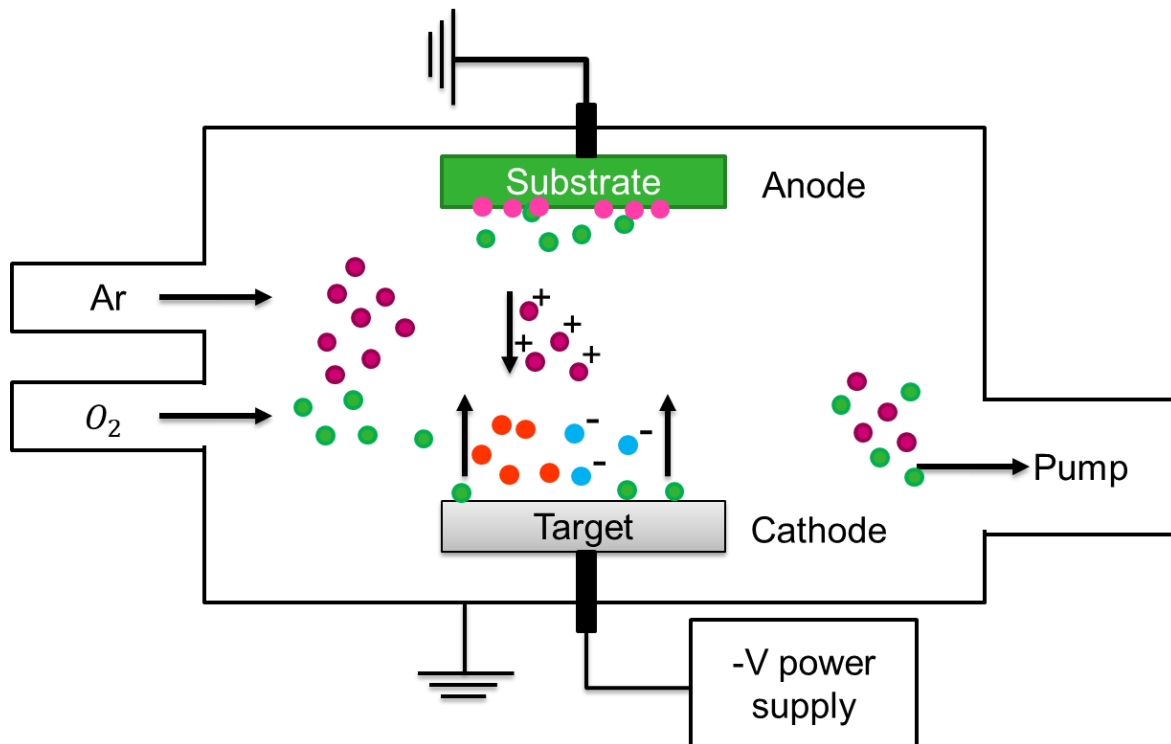 Substrate
Anode
Ar
+
+
+
+
O₂
-
-
-
Pump
Target
Cathode
-V power
supply